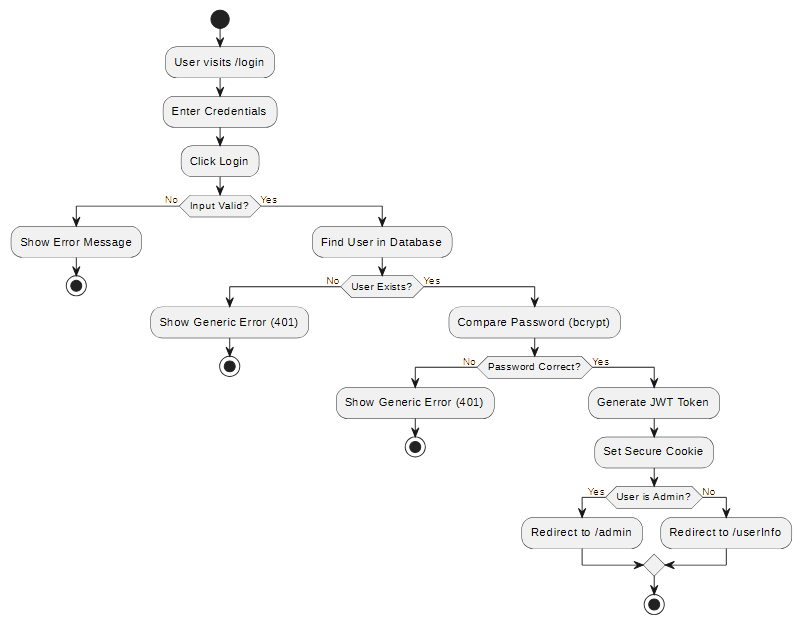 User visits /login
Enter Credentials
Click Login
No
Input Valid?
Yes
Show Error Message
Find User in Database
No
User Exists?
Yes
Show Generic Error (401)
Compare Password (bcrypt)
No
Password Correct?
Yes
Show Generic Error (401)
Generate JWT Token
Set Secure Cookie
Yes
User is Admin?
No
Redirect to /admin
Redirect to /userInfo